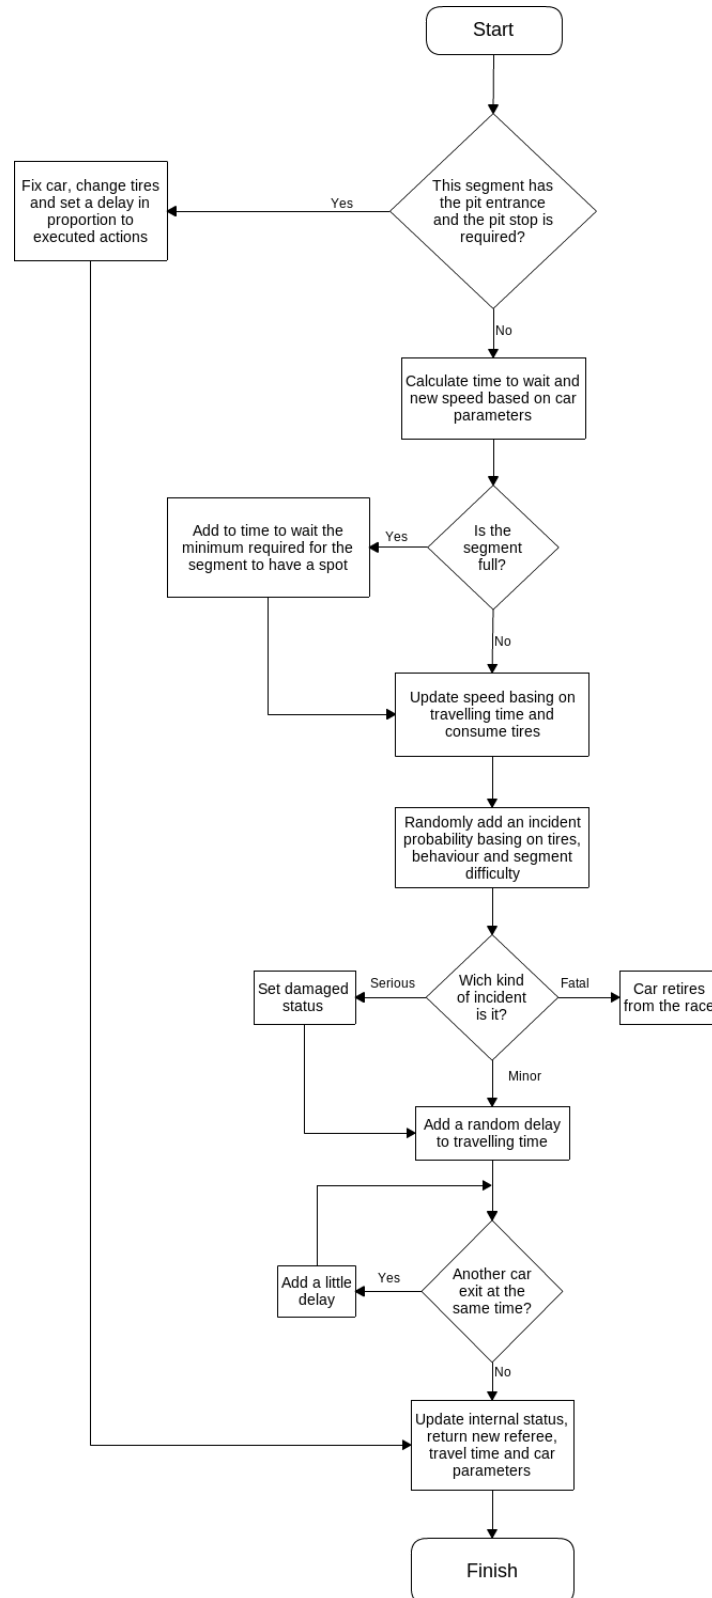 Start
This segment has
the pit entrance
and the pit stop is
required?
Yes
Fix car, change tires
and set a delay in
proportion to
executed actions
No
Calculate time to wait and
new speed based on car
parameters
Is the
segment
full?
Yes
Add to time to wait the
minimum required for the
segment to have a spot
No
Update speed basing on
travelling time and
consume tires
Randomly add an incident
probability basing on tires,
behaviour and segment
difficulty
Wich kind
of incident
is it?
Serious
Set damaged
status
Fatal
Car retires
from the race
Minor
Add a random delay
to travelling time
Another car
exit at the
same time?
Yes
Add a little
delay
No
Update internal status,
return new referee,
travel time and car
parameters
Finish